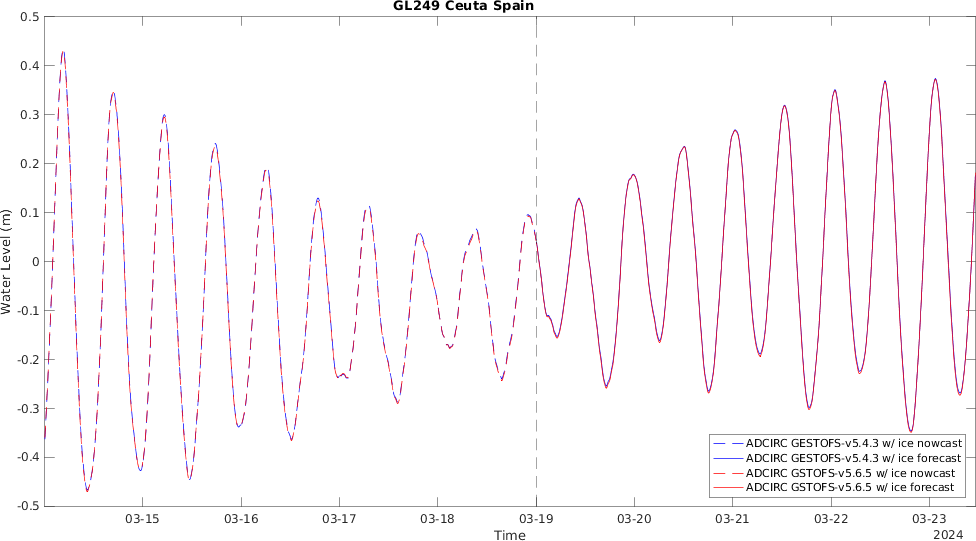 GL249 Ceuta Spain
0.5
0.4
0.3
0.2
0.1
0
-0.1
-0.2
-0.3
-0.4
-0.5
Water Level (m)
ADCIRC GESTOFS-v5.4.3 w/ ice nowcast
ADCIRC GESTOFS-v5.4.3 w/ ice forecast
ADCIRC GSTOFS-v5.6.5 w/ ice nowcast
ADCIRC GSTOFS-v5.6.5 w/ ice forecast
03-15 03-16 03-17 03-18 03-19 03-20 03-21 03-22 03-23
Time
2024